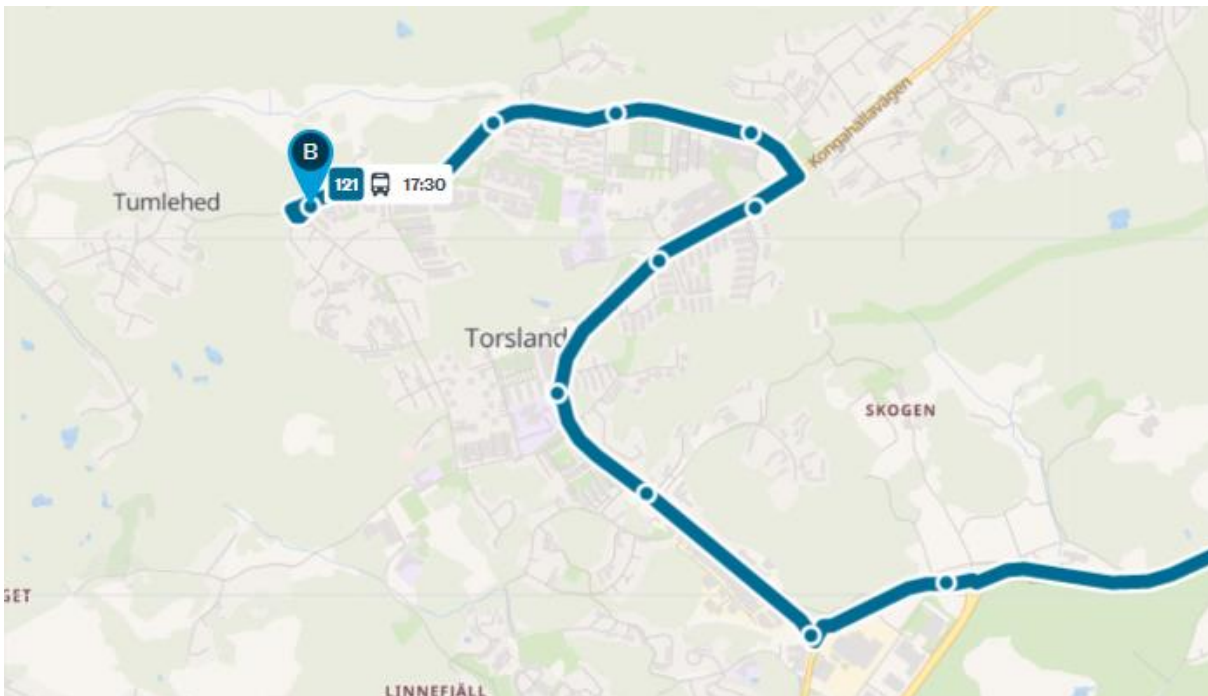 Kongahällavägen
B
121 17:30
Tumlehed
Torsland
SKOGEN
GET
LINNEFJÄLL